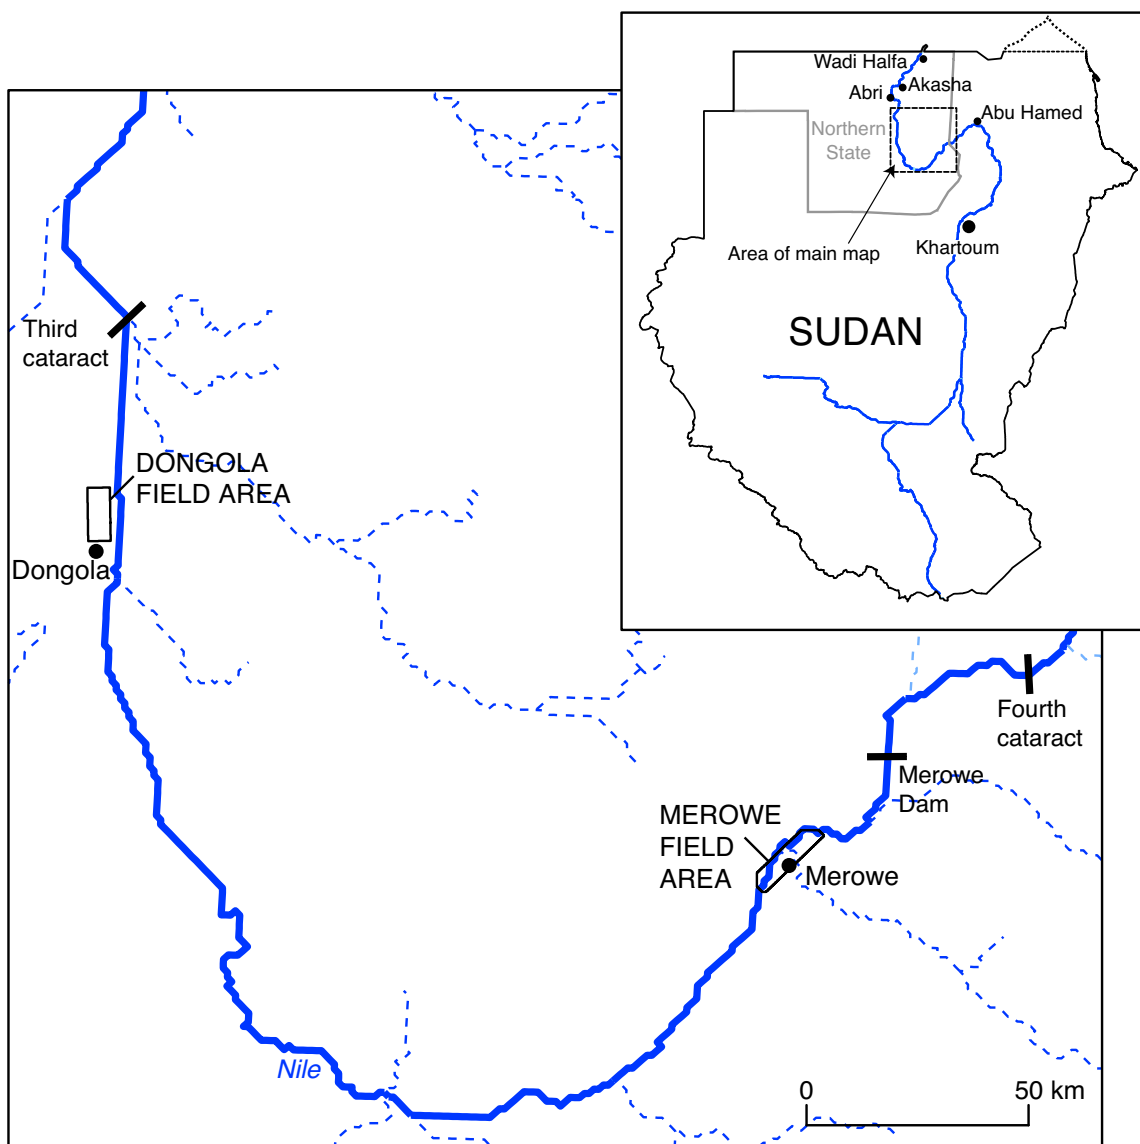 Wadi Halfa
Akasha
Abri
Abu Hamed
Northern
State
Khartoum
Area of main map
SUDAN
Third
cataract
DONGOLA
FIELD AREA
Dongola
Fourth
cataract
Merowe
Dam
MEROWE
FIELD
AREA
Merowe
Nile
0
50 km